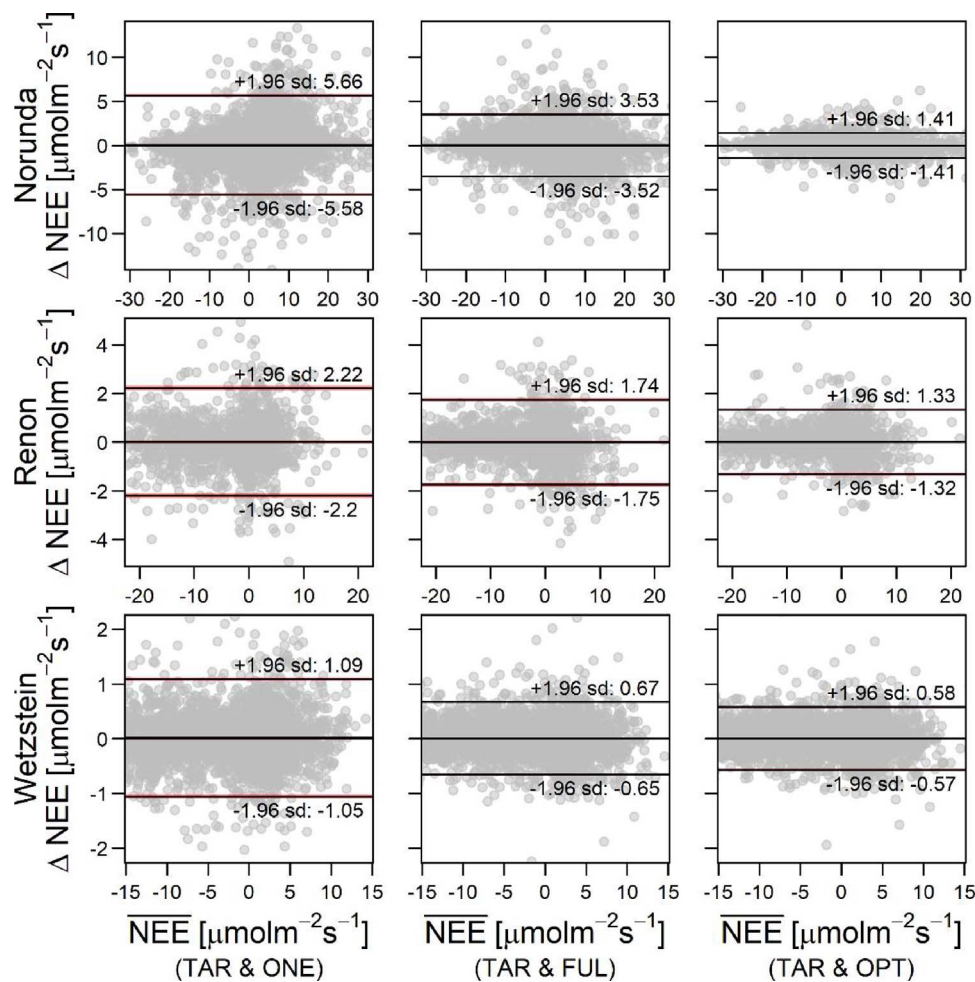 Norunda
Δ NEE [μmolm⁻²s⁻¹]
10
5
0
-5
-10
+1.96 sd: 5.66
-1.96 sd: -5.58
-30 -20 -10 0 10 20 30
+1.96 sd: 3.53
-1.96 sd: -3.52
-30 -20 -10 0 10 20 30
+1.96 sd: 1.41
-1.96 sd: -1.41
-30 -20 -10 0 10 20 30
Renon
Δ NEE [μmolm⁻²s⁻¹]
4
2
0
-2
-4
+1.96 sd: 2.22
-1.96 sd: -2.2
-20 -10 0 10 20
+1.96 sd: 1.74
-1.96 sd: -1.75
-20 -10 0 10 20
+1.96 sd: 1.33
-1.96 sd: -1.32
-20 -10 0 10 20
Wetzstein
Δ NEE [μmolm⁻²s⁻¹]
2
1
0
-1
-2
+1.96 sd: 1.09
-1.96 sd: -1.05
-15 -10 -5 0 5 10 15
+1.96 sd: 0.67
-1.96 sd: -0.65
-15 -10 -5 0 5 10 15
+1.96 sd: 0.58
-1.96 sd: -0.57
-15 -10 -5 0 5 10 15
NEE [μmolm⁻²s⁻¹]
(TAR & ONE)
NEE [μmolm⁻²s⁻¹]
(TAR & FUL)
NEE [μmolm⁻²s⁻¹]
(TAR & OPT)